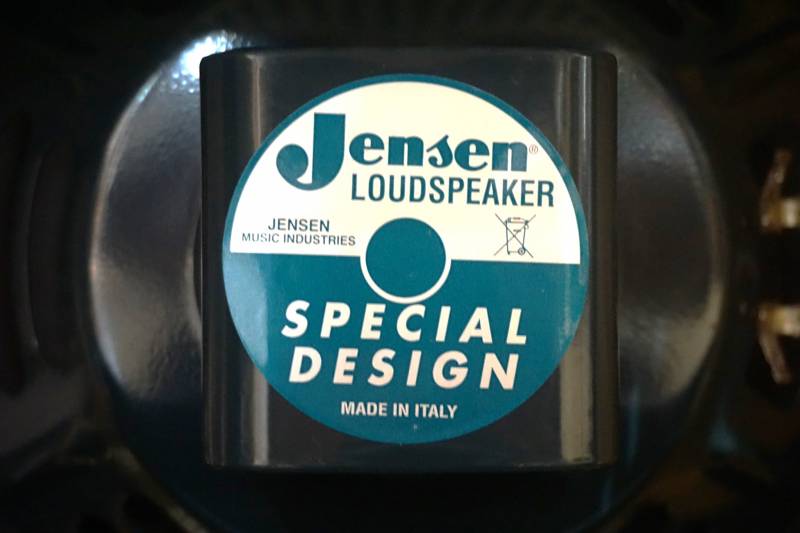 Jensen®
LOUDSPEAKER
JENSEN
MUSIC INDUSTRIES
SPECIAL
DESIGN
MADE IN ITALY